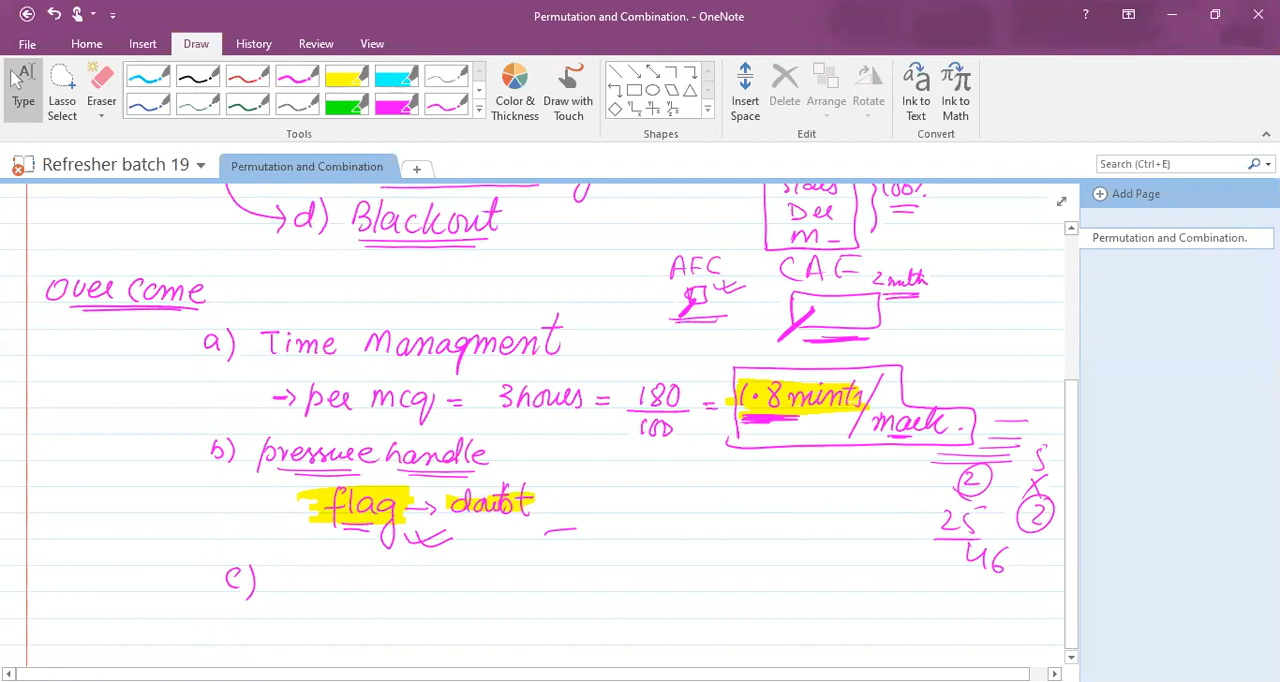 Permutation and Combination. - OneNote
File Home Insert Draw History Review View
Type Lasso Select Eraser Color & Thickness Draw with Touch Insert Space Delete Arrange Rotate Ink to Text Ink to Math
Tools Shapes Edit Convert
Refresher batch 19 Permutation and Combination Search (Ctrl+E)
Add Page
Permutation and Combination.
100%
d) Blackout
Dec
M
AFC CAF
2 mnth
Over Come
a) Time Managment
→ per mcq = 3 hours = 180/100 = 1.8 mints/mark.
b) pressure handle
flag → doubt
2
5
x
2
25
46
c)